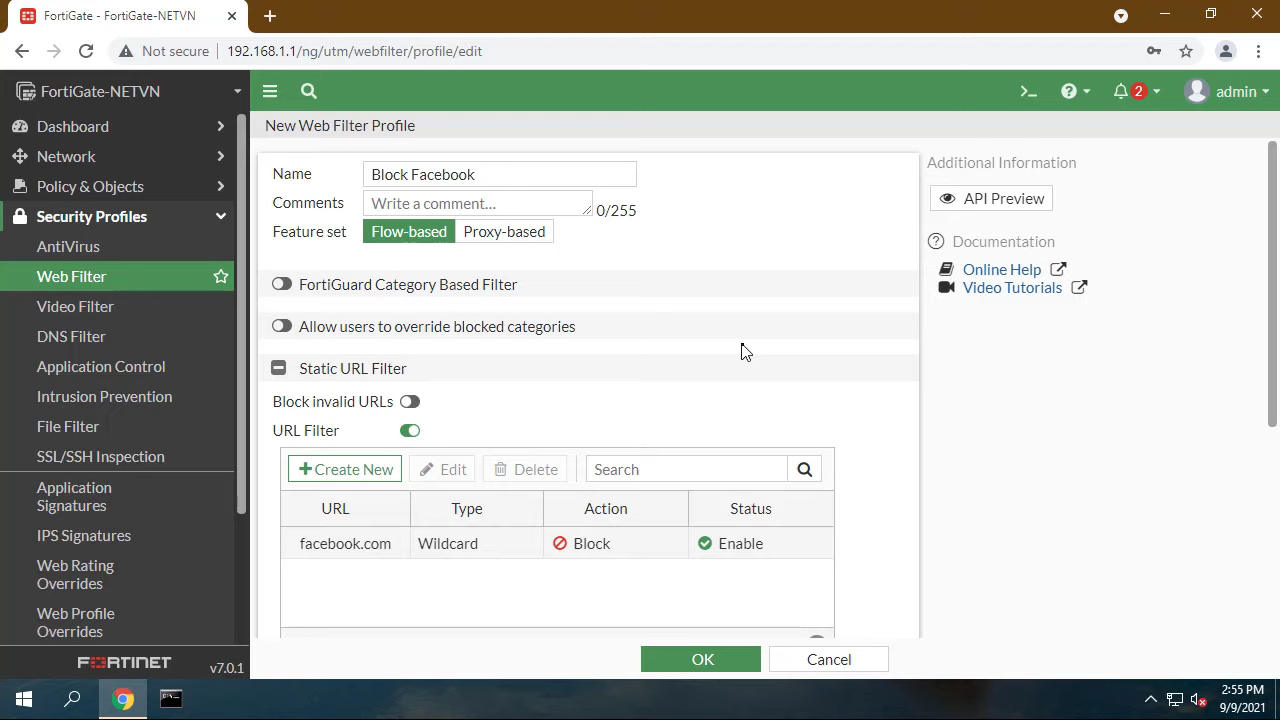 FortiGate - FortiGate-NETVN
Not secure
192.168.1.1/ng/utm/webfilter/profile/edit
FortiGate-NETVN
2
admin
Dashboard
Network
Policy & Objects
Security Profiles
AntiVirus
Web Filter
Video Filter
DNS Filter
Application Control
Intrusion Prevention
File Filter
SSL/SSH Inspection
Application
Signatures
IPS Signatures
Web Rating
Overrides
Web Profile
Overrides
FORTINET
v7.0.1
New Web Filter Profile
Name
Block Facebook
Comments
Write a comment...
0/255
Feature set
Flow-based
Proxy-based
FortiGuard Category Based Filter
Allow users to override blocked categories
Static URL Filter
Block invalid URLs
URL Filter
Create New
Edit
Delete
Search
URL
Type
Action
Status
facebook.com
Wildcard
Block
Enable
OK
Cancel
Additional Information
API Preview
Documentation
Online Help
Video Tutorials
2:55 PM
9/9/2021